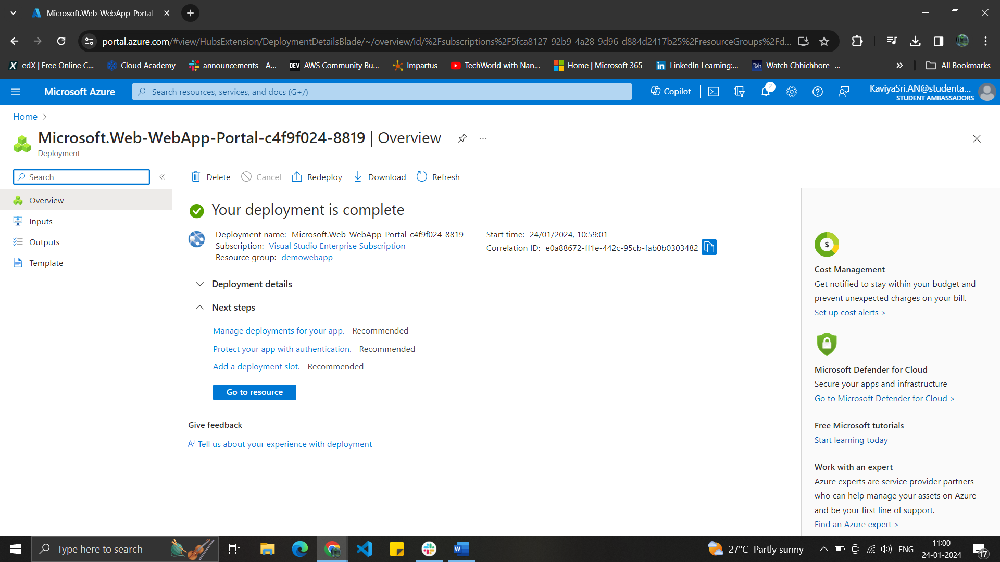 Microsoft.Web-WebApp-Portal-
portal.azure.com/#view/HubsExtension/DeploymentDetailsBlade/~/overview/id/%2Fsubscriptions%2F5fca8127-92b9-4a28-9d96-d884d2417b25%2FresourceGroups%2Fd...
edX | Free Online C...
Cloud Academy
announcements - A...
DEV AWS Community Bu...
Impartus
TechWorld with Nan...
Home | Microsoft 365
LinkedIn Learning:...
Watch Chhichhore -...
All Bookmarks
Microsoft Azure
Search resources, services, and docs (G+/)
Copilot
2
KaviyaSri.AN@studenta...
STUDENT AMBASSADORS
Home
Microsoft.Web-WebApp-Portal-c4f9f024-8819 | Overview
Deployment
Search
Delete
Cancel
Redeploy
Download
Refresh
Overview
Inputs
Outputs
Template
Your deployment is complete
Deployment name: Microsoft.Web-WebApp-Portal-c4f9f024-8819
Subscription: Visual Studio Enterprise Subscription
Resource group: demowebapp
Start time: 24/01/2024, 10:59:01
Correlation ID: e0a88672-ff1e-442c-95cb-fab0b0303482
Deployment details
Next steps
Manage deployments for your app. Recommended
Protect your app with authentication. Recommended
Add a deployment slot. Recommended
Go to resource
Give feedback
Tell us about your experience with deployment
Cost Management
Get notified to stay within your budget and
prevent unexpected charges on your bill.
Set up cost alerts >
Microsoft Defender for Cloud
Secure your apps and infrastructure
Go to Microsoft Defender for Cloud >
Free Microsoft tutorials
Start learning today
Work with an expert
Azure experts are service provider partners
who can help manage your assets on Azure
and be your first line of support.
Find an Azure expert >
Type here to search
27°C Partly sunny
ENG
11:00
24-01-2024
17